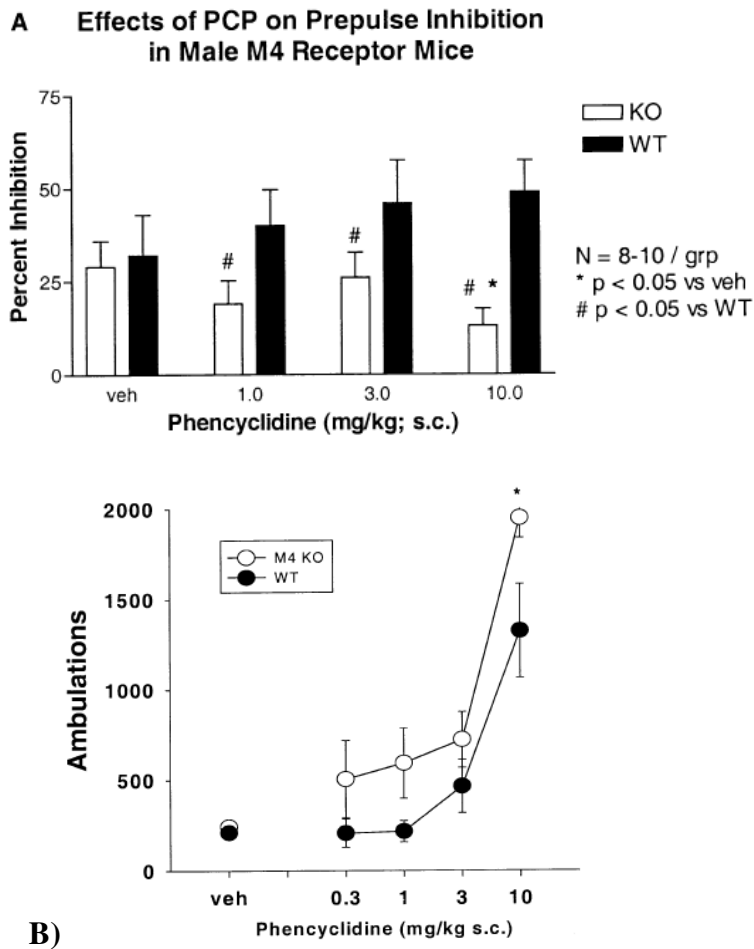 A Effects of PCP on Prepulse Inhibition
in Male M4 Receptor Mice
75
50
25
0
Percent Inhibition
KO
WT
#
#
# *
N = 8-10 / grp
* p < 0.05 vs veh
# p < 0.05 vs WT
veh 1.0 3.0 10.0
Phencyclidine (mg/kg; s.c.)
2000
1500
1000
500
0
Ambulations
M4 KO
WT
*
veh 0.3 1 3 10
Phencyclidine (mg/kg s.c.)
B)